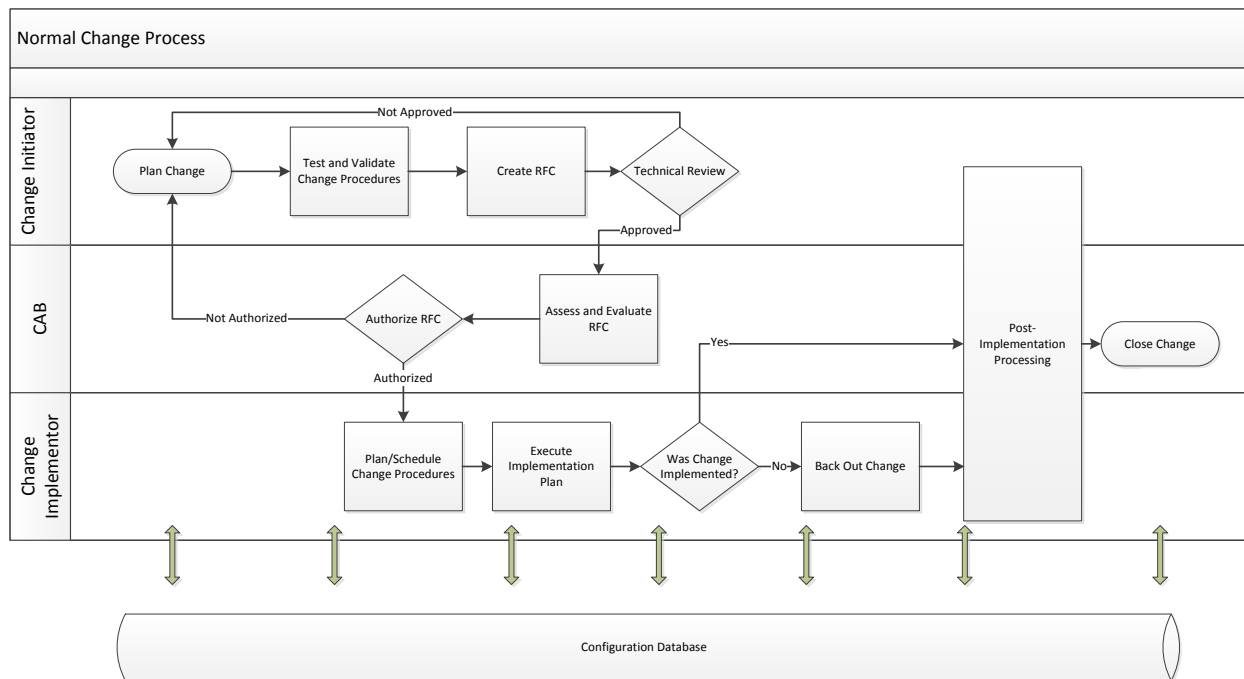 Normal Change Process
Change Initiator
Not Approved
Plan Change
Test and Validate
Change Procedures
Create RFC
Technical Review
Approved
CAB
Not Authorized
Authorize RFC
Assess and Evaluate
RFC
Authorized
Yes
Post-
Implementation
Processing
Close Change
Change
Implementor
Plan/Schedule
Change Procedures
Execute
Implementation
Plan
Was Change
Implemented?
No
Back Out Change
Configuration Database